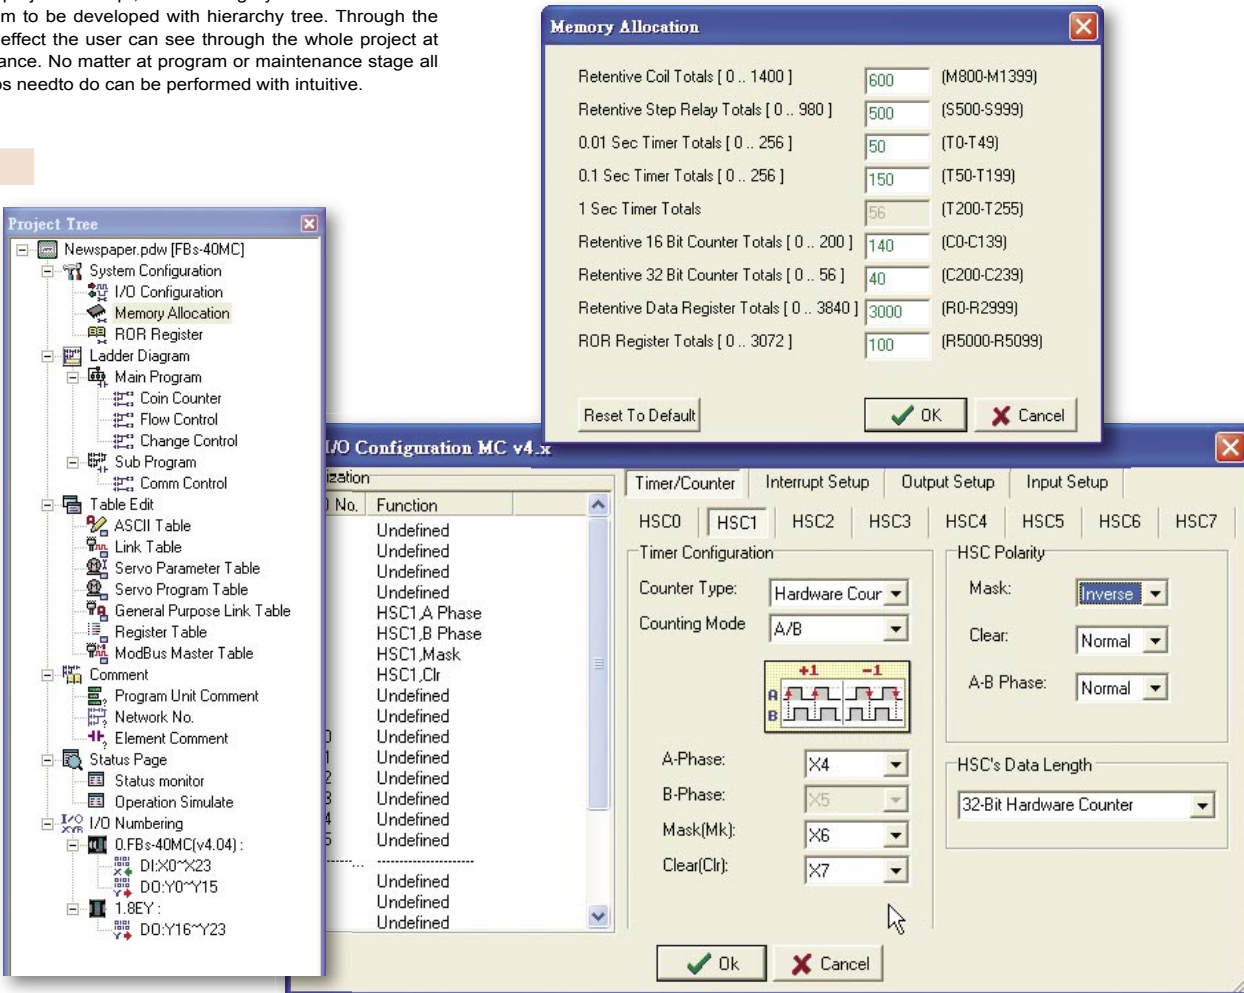 m to be developed with hierarchy tree. Through the
effect the user can see through the whole project at
ance. No matter at program or maintenance stage all
os needto do can be performed with intuitive.
Memory Allocation
Retentive Coil Totals [ 0 .. 1400 ] 600 (M800-M1399)
Retentive Step Relay Totals [ 0 .. 980 ] 500 (S500-S999)
0.01 Sec Timer Totals [ 0 .. 256 ] 50 (T0-T49)
0.1 Sec Timer Totals [ 0 .. 256 ] 150 (T50-T199)
1 Sec Timer Totals 56 (T200-T255)
Retentive 16 Bit Counter Totals [ 0 .. 200 ] 140 (C0-C139)
Retentive 32 Bit Counter Totals [ 0 .. 56 ] 40 (C200-C239)
Retentive Data Register Totals [ 0 .. 3840 ] 3000 (R0-R2999)
ROR Register Totals [ 0 .. 3072 ] 100 (R5000-R5099)
Reset To Default OK Cancel
Project Tree
Newspaper.pdw [FBs-40MC]
System Configuration
I/O Configuration
Memory Allocation
ROR Register
Ladder Diagram
Main Program
Coin Counter
Flow Control
Change Control
Sub Program
Comm Control
Table Edit
ASCII Table
Link Table
Servo Parameter Table
Servo Program Table
General Purpose Link Table
Register Table
ModBus Master Table
Comment
Program Unit Comment
Network No.
Element Comment
Status Page
Status monitor
Operation Simulate
I/O Numbering
0.FBs-40MC(v4.04) :
DI:X0~X23
DO:Y0~Y15
1.8EY :
DO:Y16~Y23
I/O Configuration MC v4.x
ization
No. Function
Undefined
Undefined
Undefined
Undefined
HSC1,A Phase
HSC1,B Phase
HSC1,Mask
HSC1,Clr
Undefined
Undefined
0 Undefined
1 Undefined
2 Undefined
3 Undefined
4 Undefined
5 Undefined
Undefined
Undefined
Undefined
Timer/Counter Interrupt Setup Output Setup Input Setup
HSC0 HSC1 HSC2 HSC3 HSC4 HSC5 HSC6 HSC7
Timer Configuration
Counter Type: Hardware Cour
Counting Mode A/B
+1 -1
A
B
A-Phase: X4
B-Phase: X5
Mask(Mk): X6
Clear(Clr): X7
HSC Polarity
Mask: Inverse
Clear: Normal
A-B Phase: Normal
HSC's Data Length
32-Bit Hardware Counter
Ok Cancel